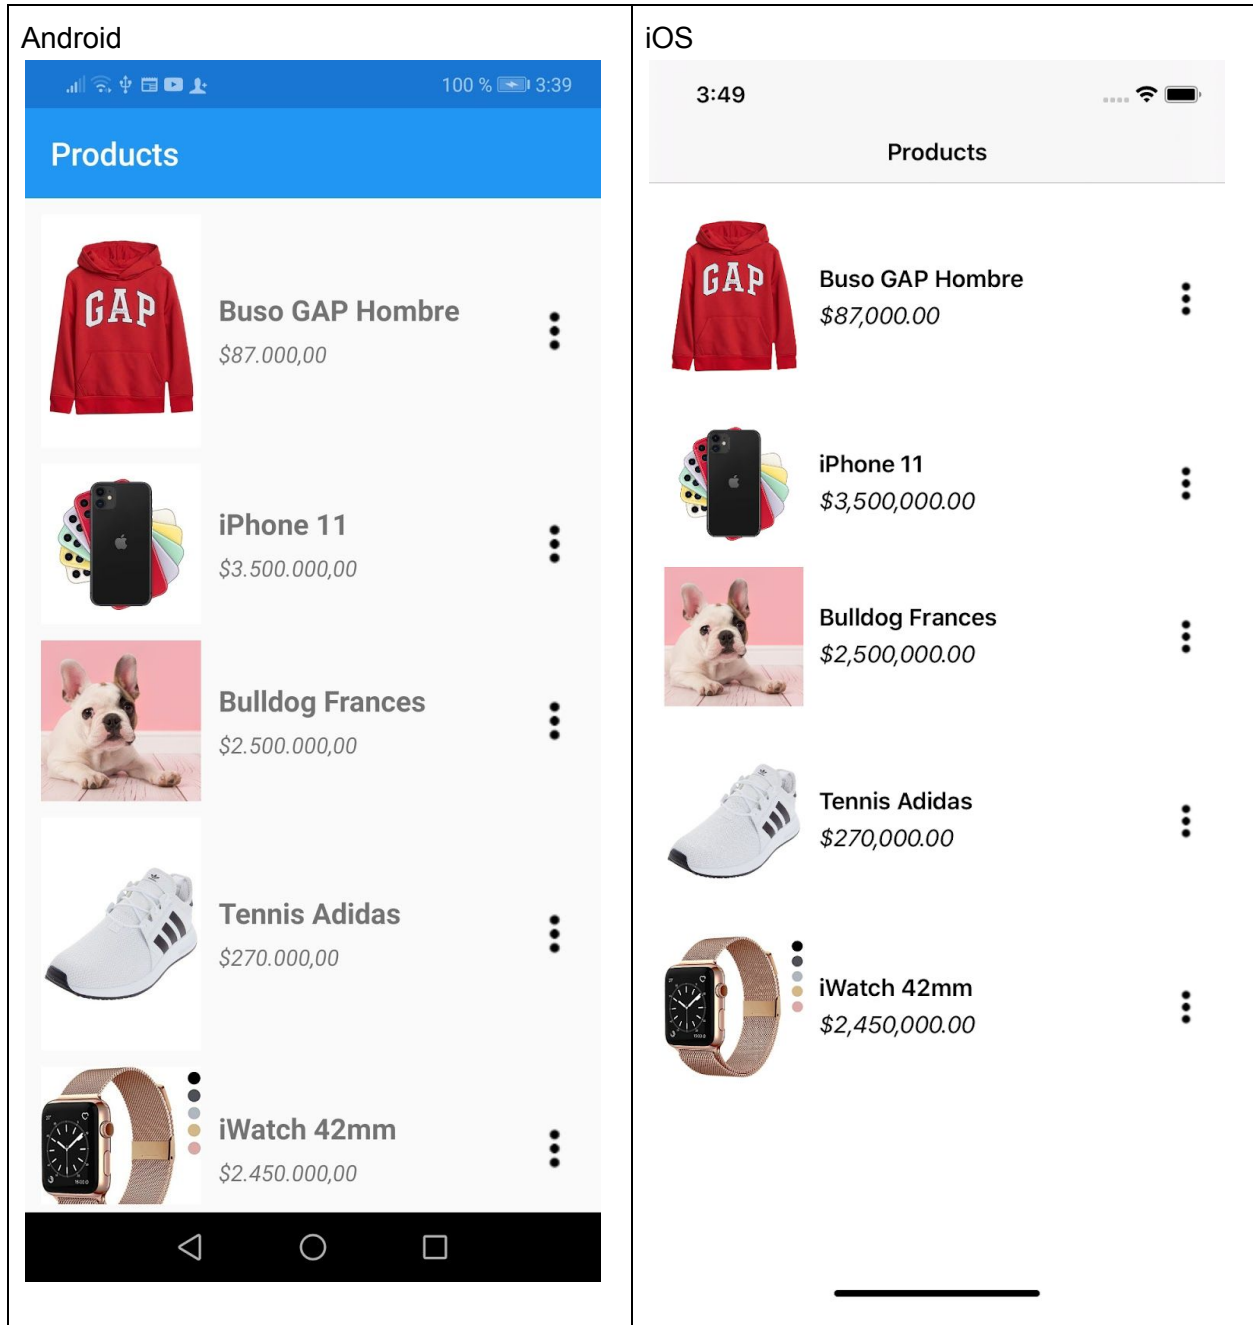 Android
100 % 3:39
Products
GAP
Buso GAP Hombre
$87.000,00
iPhone 11
$3.500.000,00
Bulldog Frances
$2.500.000,00
Tennis Adidas
$270.000,00
iWatch 42mm
$2.450.000,00
iOS
3:49
Products
GAP
Buso GAP Hombre
$87,000.00
iPhone 11
$3,500,000.00
Bulldog Frances
$2,500,000.00
Tennis Adidas
$270,000.00
iWatch 42mm
$2,450,000.00